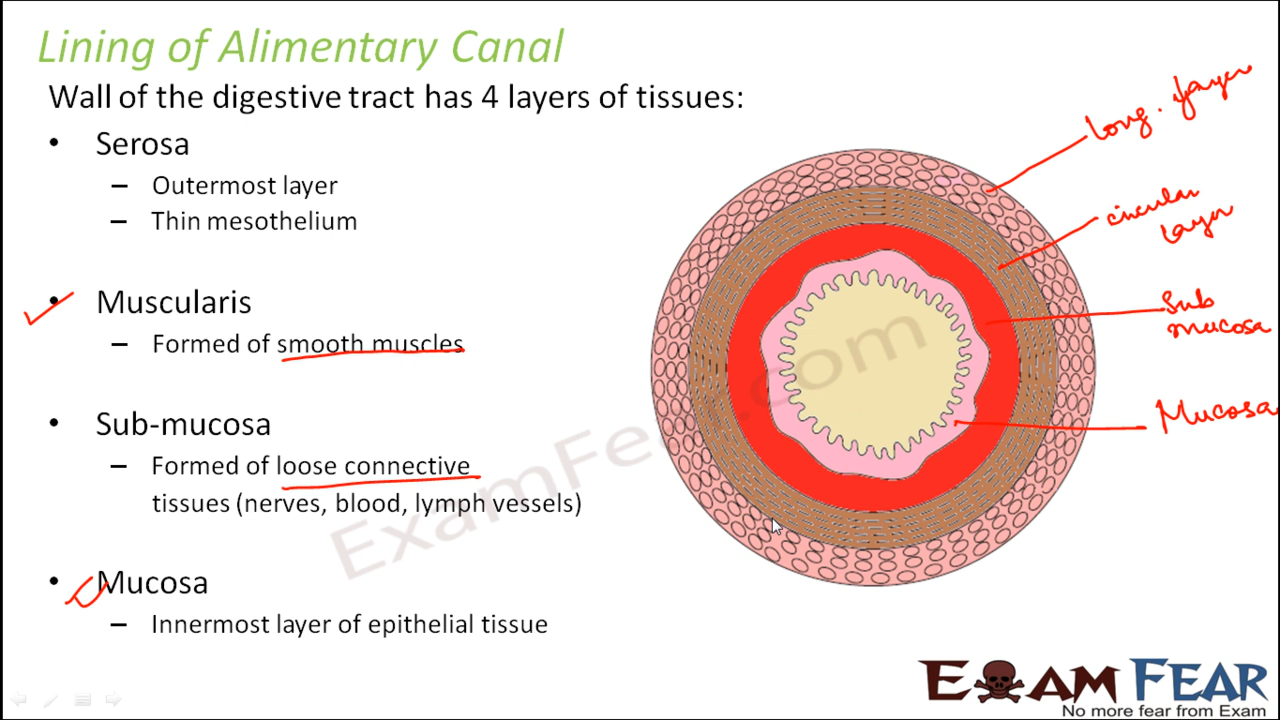 Lining of Alimentary Canal
Wall of the digestive tract has 4 layers of tissues:
• Serosa
– Outermost layer
– Thin mesothelium
• Muscularis
– Formed of smooth muscles
• Sub-mucosa
– Formed of loose connective
tissues (nerves, blood, lymph vessels)
• Mucosa
– Innermost layer of epithelial tissue
Long. layer
circular
layer
Sub
mucosa
Mucosa
ExamFear.com
EXAM FEAR
No more fear from Exam